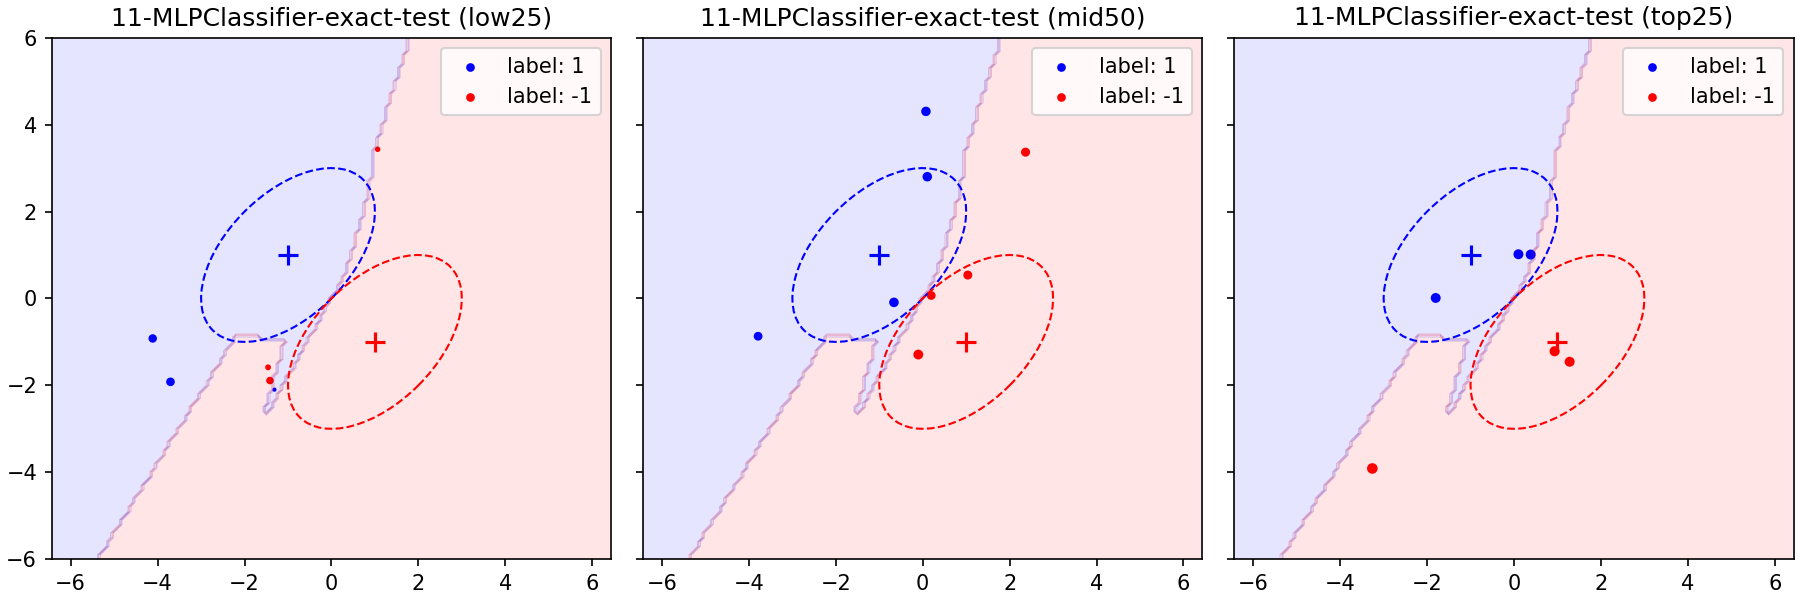 11-MLPClassifier-exact-test (low25)
label: 1
label: -1
6
4
2
0
−2
−4
−6
−6 −4 −2 0 2 4 6
11-MLPClassifier-exact-test (mid50)
label: 1
label: -1
−6 −4 −2 0 2 4 6
11-MLPClassifier-exact-test (top25)
label: 1
label: -1
−6 −4 −2 0 2 4 6